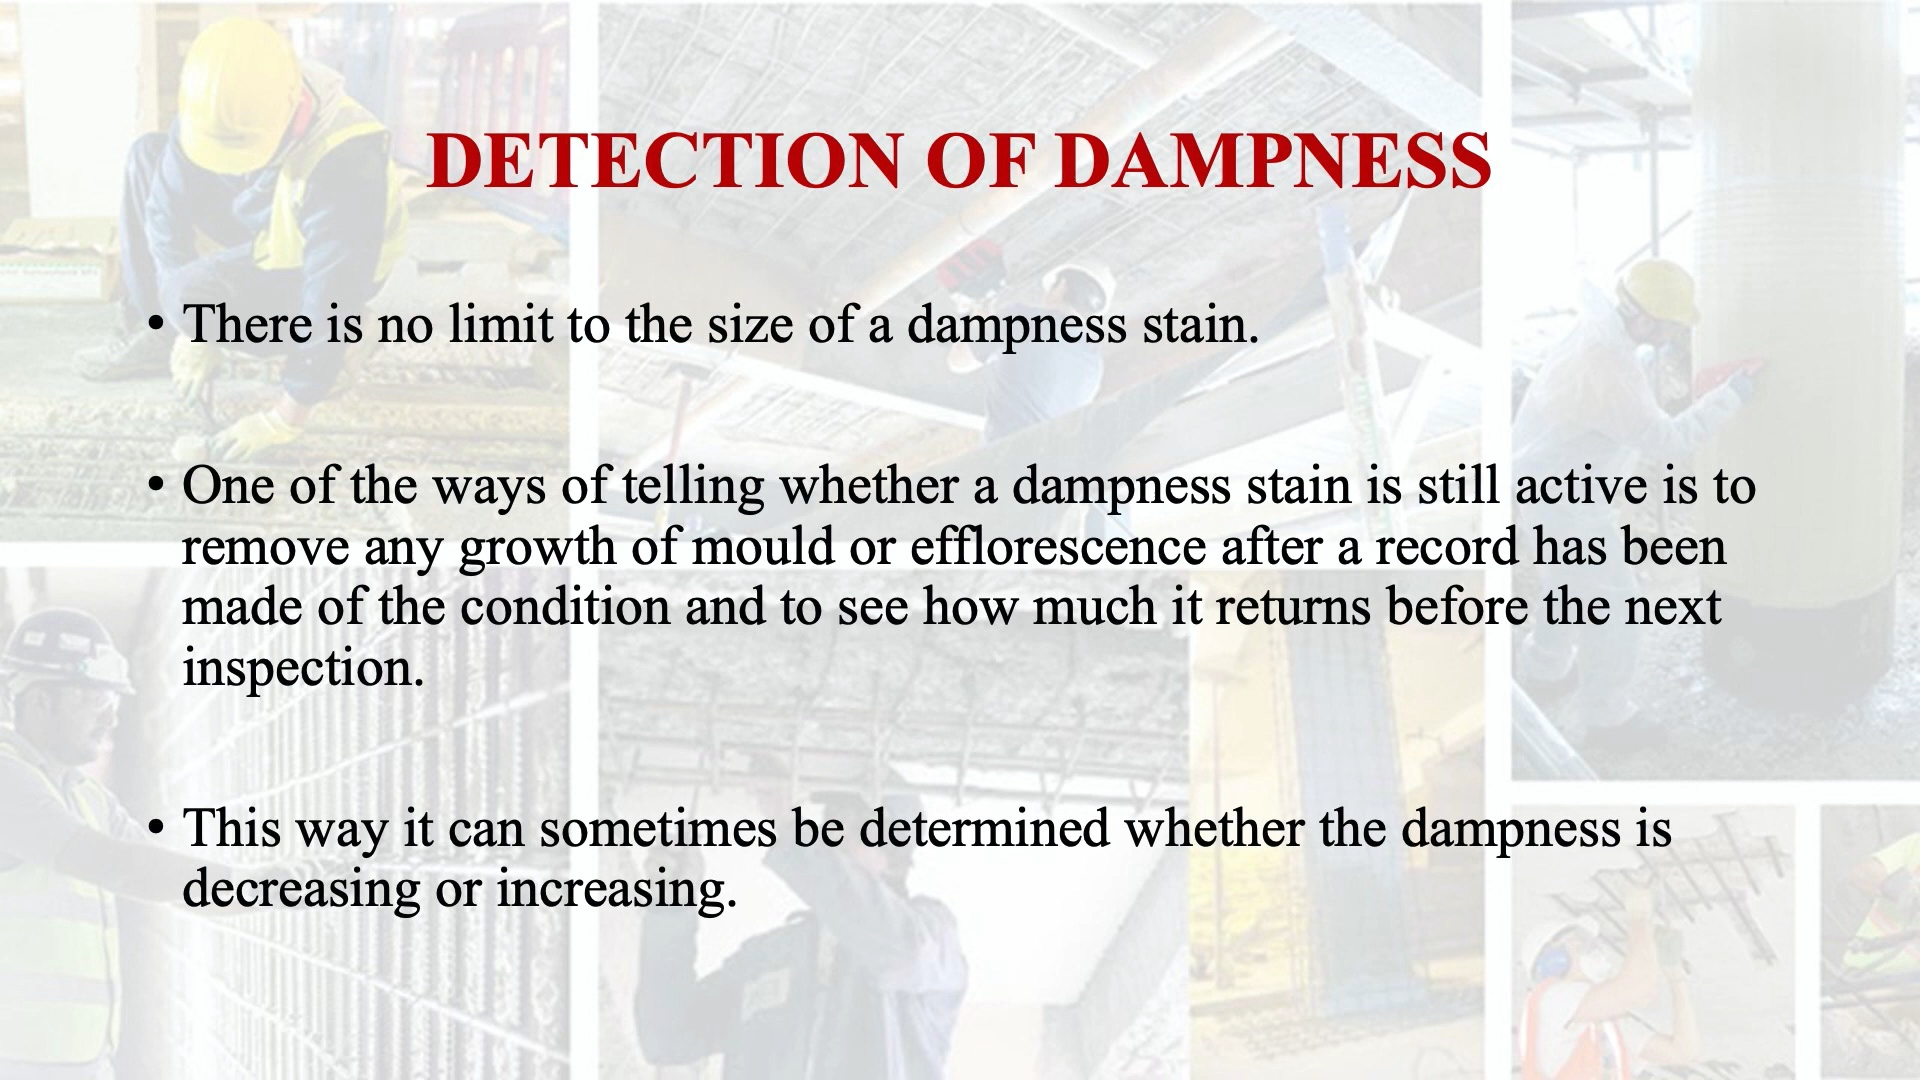 DETECTION OF DAMPNESS
• There is no limit to the size of a dampness stain.
• One of the ways of telling whether a dampness stain is still active is to
remove any growth of mould or efflorescence after a record has been
made of the condition and to see how much it returns before the next
inspection.
• This way it can sometimes be determined whether the dampness is
decreasing or increasing.